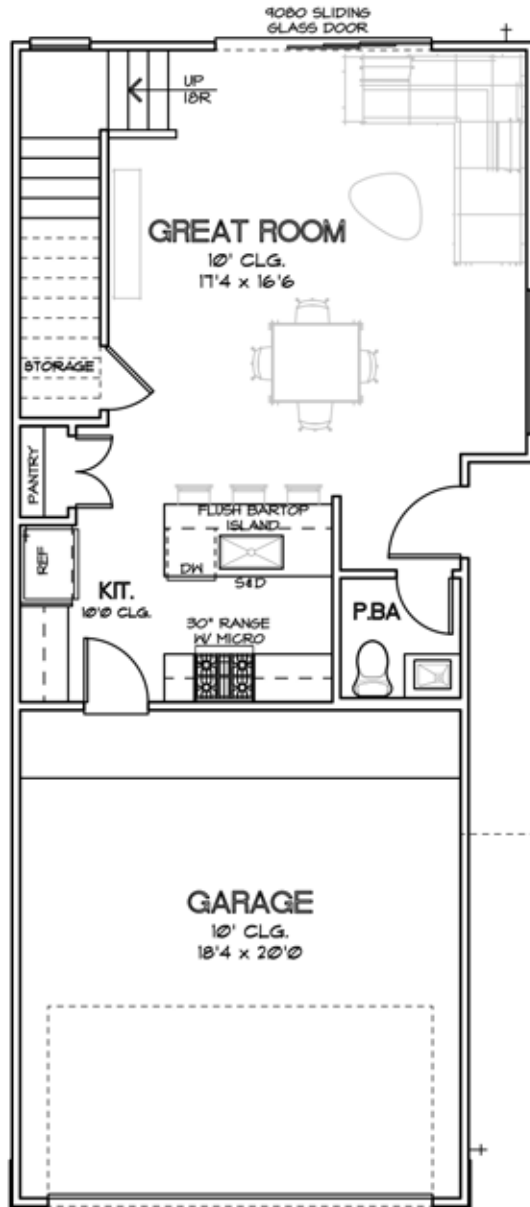 9080 SLIDING
GLASS DOOR
UP
18R
GREAT ROOM
10' CLG.
17'4 x 16'6
STORAGE
PANTRY
FLUSH BARTOP
ISLAND
REF
DW
S&D
KIT.
10'0 CLG.
30" RANGE
W/ MICRO
P.BA
GARAGE
10' CLG.
18'4 x 20'0